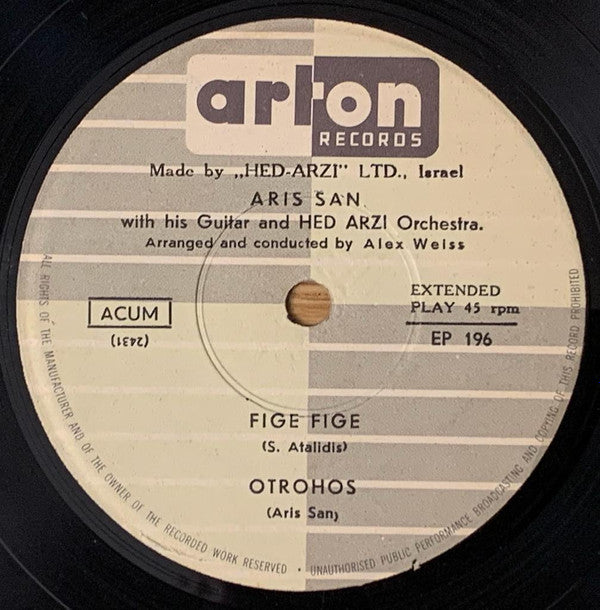 arton
RECORDS
Made by „HED-ARZI" LTD., Israel
ARIS SAN
with his Guitar and HED ARZI Orchestra.
Arranged and conducted by Alex Weiss
ACUM
(2431)
EXTENDED
PLAY 45 rpm
EP 196
FIGE FIGE
(S. Atalidis)
OTROHOS
(Aris San)
ALL RIGHTS OF THE MANUFACTURER AND OF THE OWNER OF THE RECORDED WORK RESERVED • UNAUTHORISED PUBLIC PERFORMANCE BROADCASTING AND COPYING OF THIS RECORD PROHIBITED